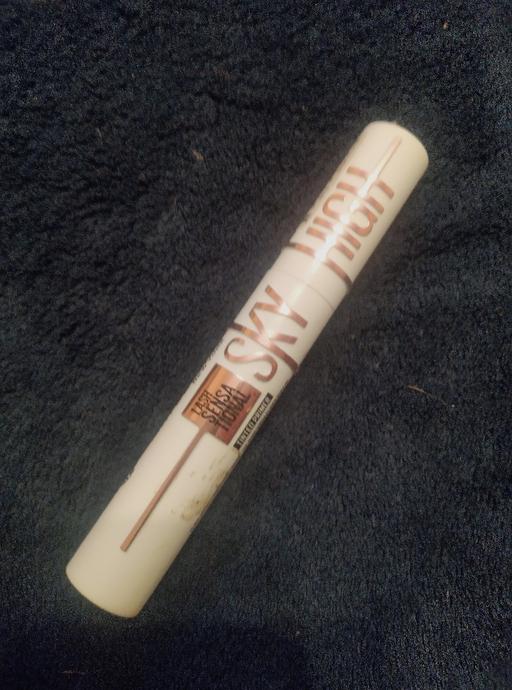 SKY HIGH
LASH
SENSA
TIONAL
TINTED PRIMER